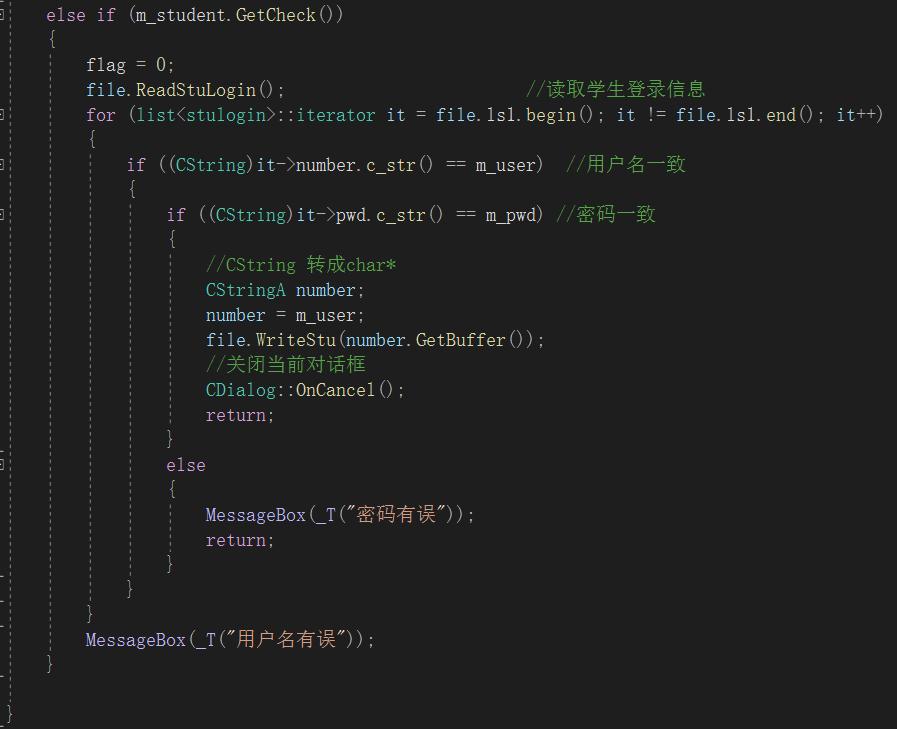 else if (m_student.GetCheck())
{
flag = 0;
file.ReadStuLogin(); //读取学生登录信息
for (list<stulogin>::iterator it = file.lsl.begin(); it != file.lsl.end(); it++)
{
if ((CString)it->number.c_str() == m_user) //用户名一致
{
if ((CString)it->pwd.c_str() == m_pwd) //密码一致
{
//CString 转成char*
CStringA number;
number = m_user;
file.WriteStu(number.GetBuffer());
//关闭当前对话框
CDialog::OnCancel();
return;
}
else
{
MessageBox(_T("密码有误"));
return;
}
}
}
MessageBox(_T("用户名有误"));
}
}